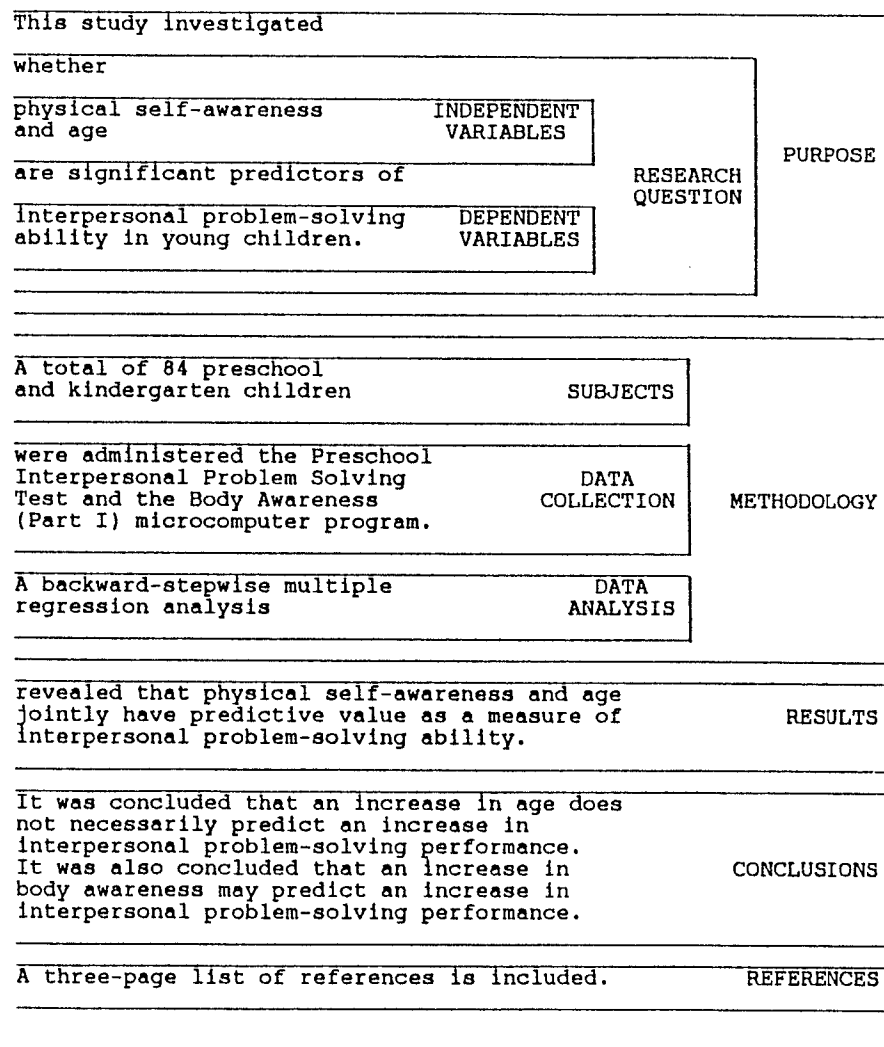 This study investigated
whether
physical self-awareness INDEPENDENT
and age VARIABLES
PURPOSE
are significant predictors of RESEARCH
QUESTION
interpersonal problem-solving DEPENDENT
ability in young children. VARIABLES
A total of 84 preschool
and kindergarten children SUBJECTS
were administered the Preschool
Interpersonal Problem Solving DATA
Test and the Body Awareness COLLECTION METHODOLOGY
(Part I) microcomputer program.
A backward-stepwise multiple DATA
regression analysis ANALYSIS
revealed that physical self-awareness and age
jointly have predictive value as a measure of RESULTS
interpersonal problem-solving ability.
It was concluded that an increase in age does
not necessarily predict an increase in
interpersonal problem-solving performance.
It was also concluded that an increase in CONCLUSIONS
body awareness may predict an increase in
interpersonal problem-solving performance.
A three-page list of references is included. REFERENCES